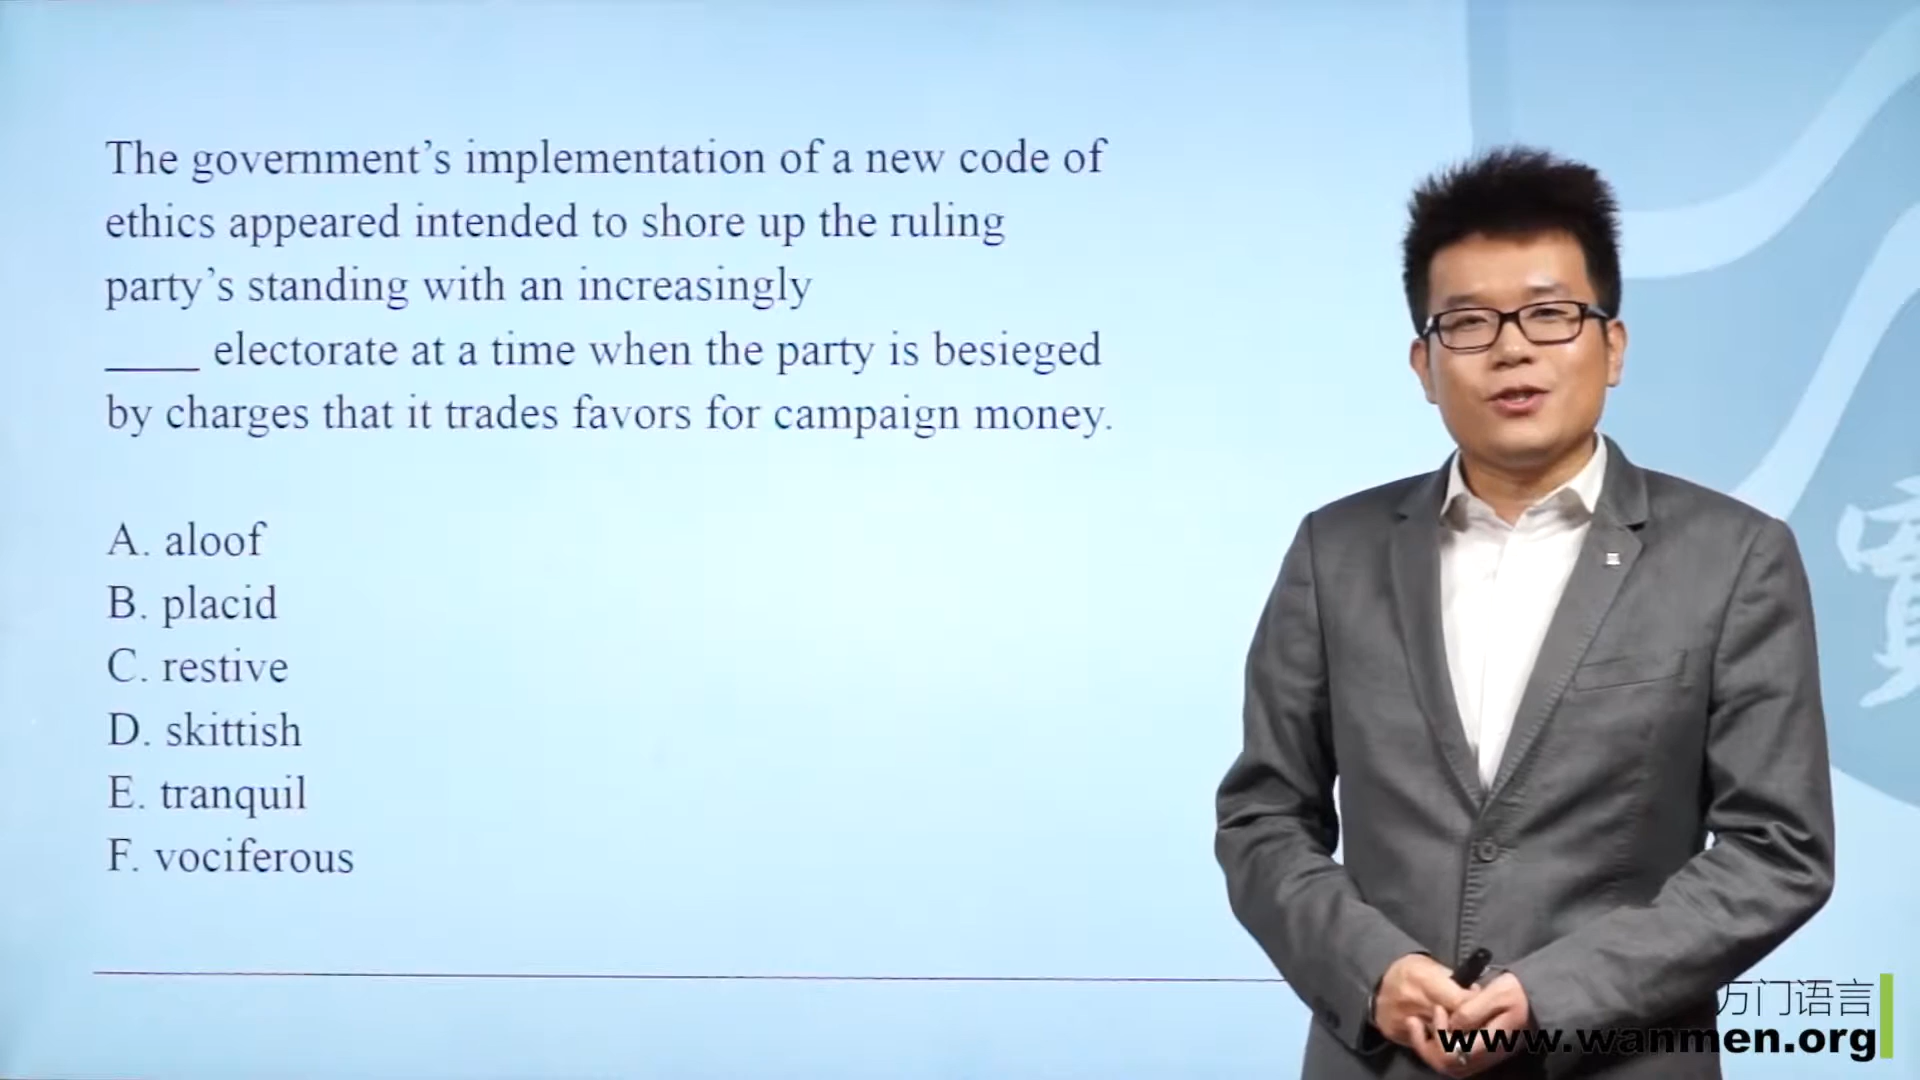 The government's implementation of a new code of
ethics appeared intended to shore up the ruling
party's standing with an increasingly
____ electorate at a time when the party is besieged
by charges that it trades favors for campaign money.
A. aloof
B. placid
C. restive
D. skittish
E. tranquil
F. vociferous
寶
万门语言
www.wanmen.org